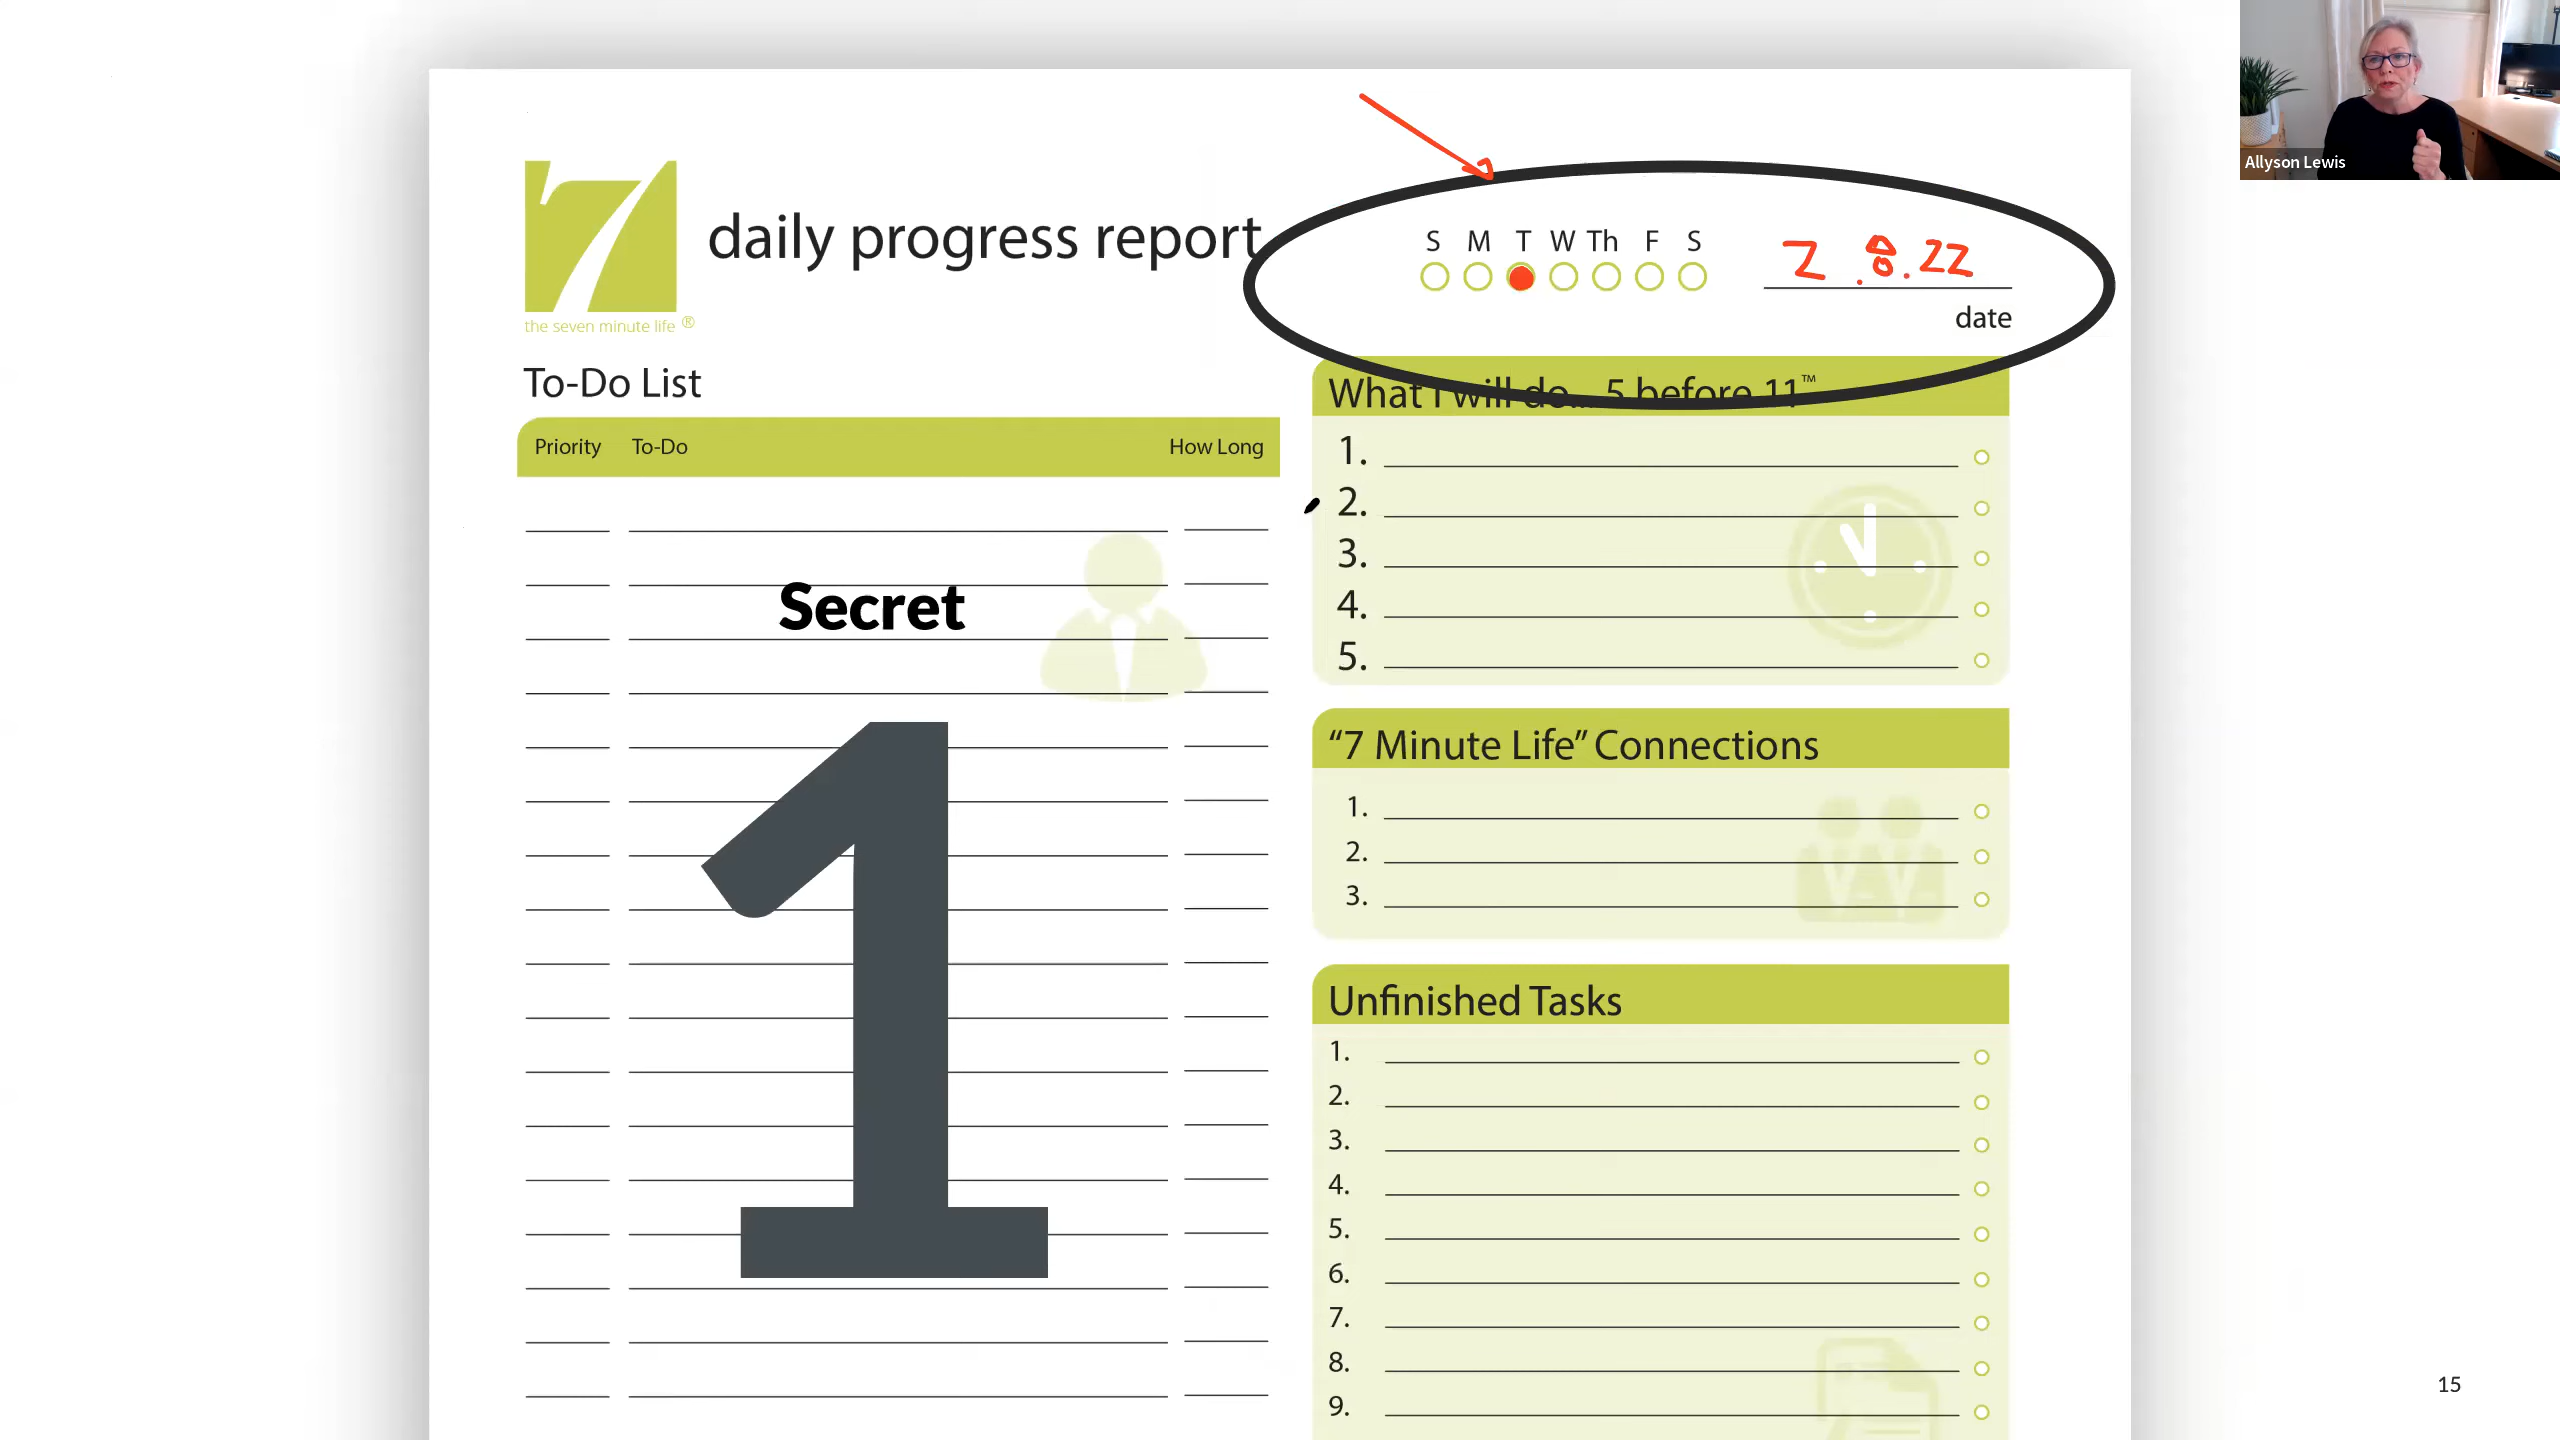 Allyson Lewis
7
the seven minute life ®
daily progress report
S M T W Th F S
2.8.22
date
To-Do List
Priority To-Do How Long
Secret
1
What I will do... 5 before 11™
1.
2.
3.
4.
5.
"7 Minute Life" Connections
1.
2.
3.
Unfinished Tasks
1.
2.
3.
4.
5.
6.
7.
8.
9.
15